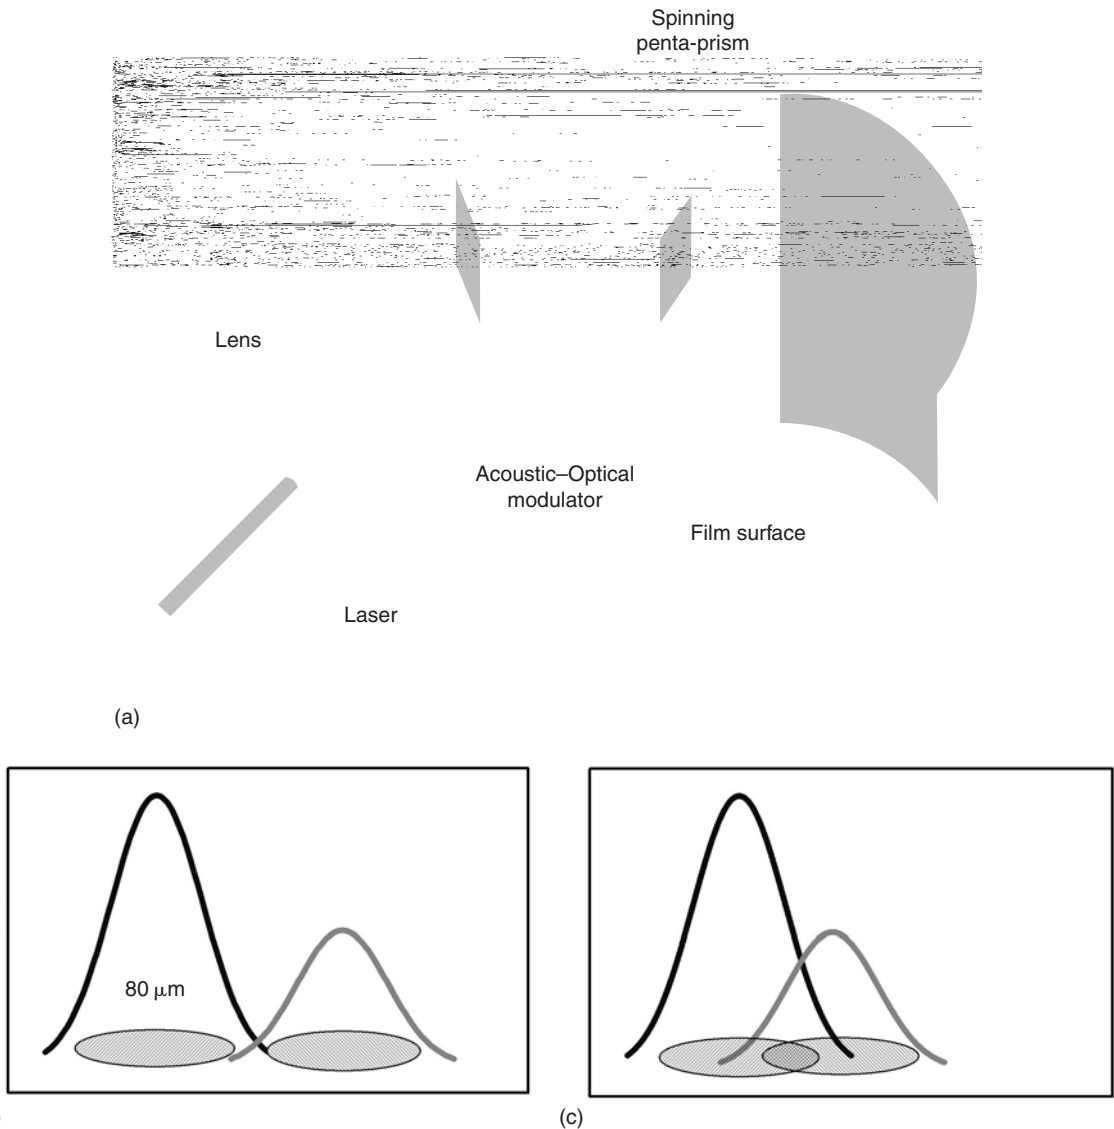 Spinning
penta-prism
Lens
Acoustic–Optical
modulator
Film surface
Laser
(a)
80 μm
(c)